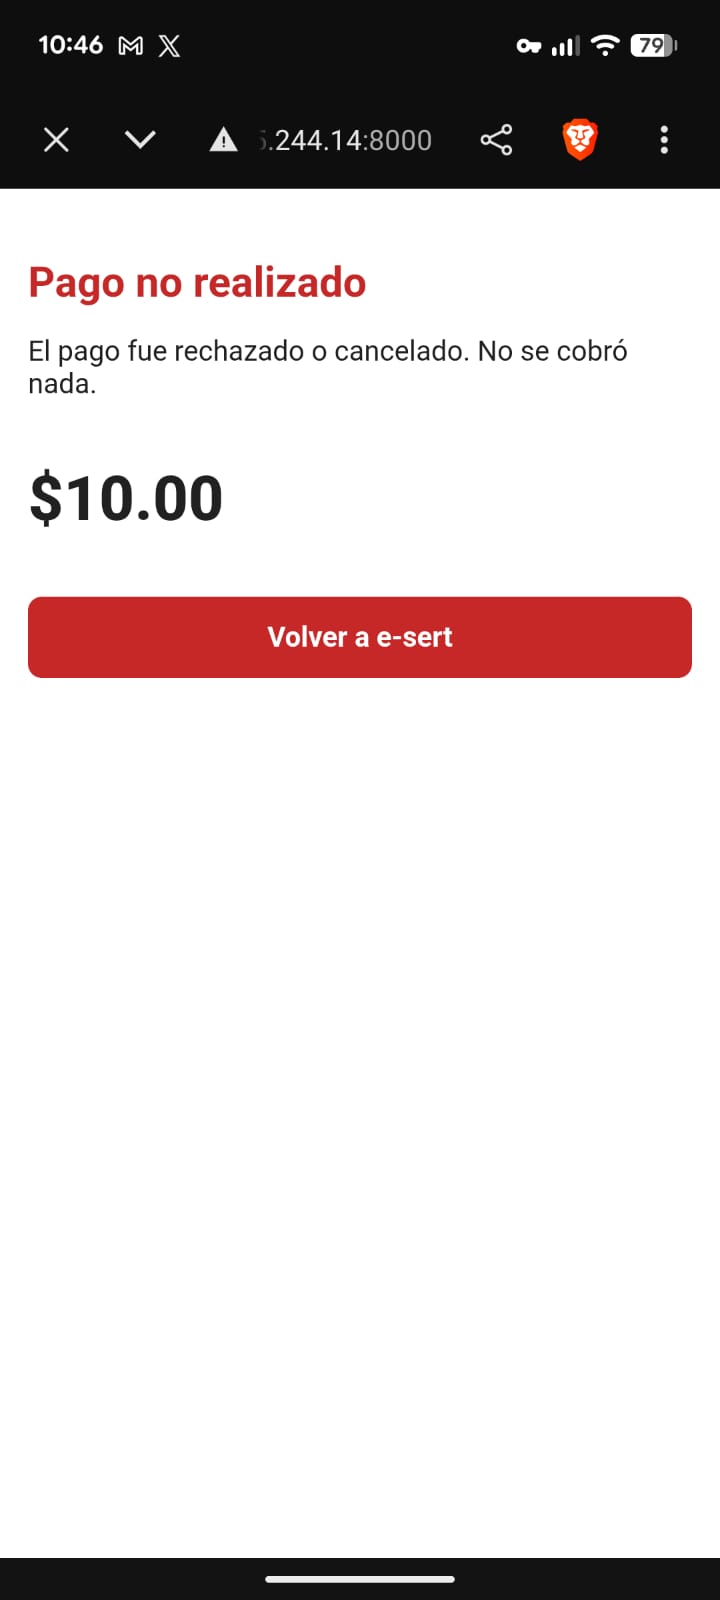 10:46
79
.244.14:8000
Pago no realizado
El pago fue rechazado o cancelado. No se cobró
nada.
$10.00
Volver a e-sert